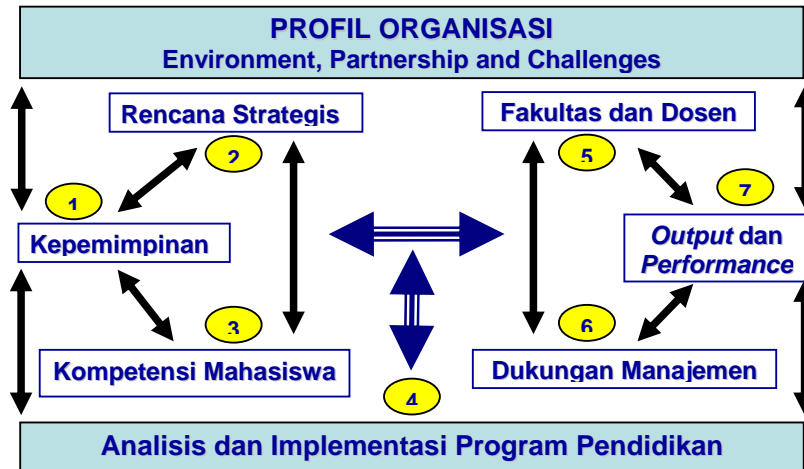 PROFIL ORGANISASI
Environment, Partnership and Challenges
Rencana Strategis
Fakultas dan Dosen
2
5
1
7
Kepemimpinan
Output dan
Performance
3
6
Kompetensi Mahasiswa
Dukungan Manajemen
4
Analisis dan Implementasi Program Pendidikan